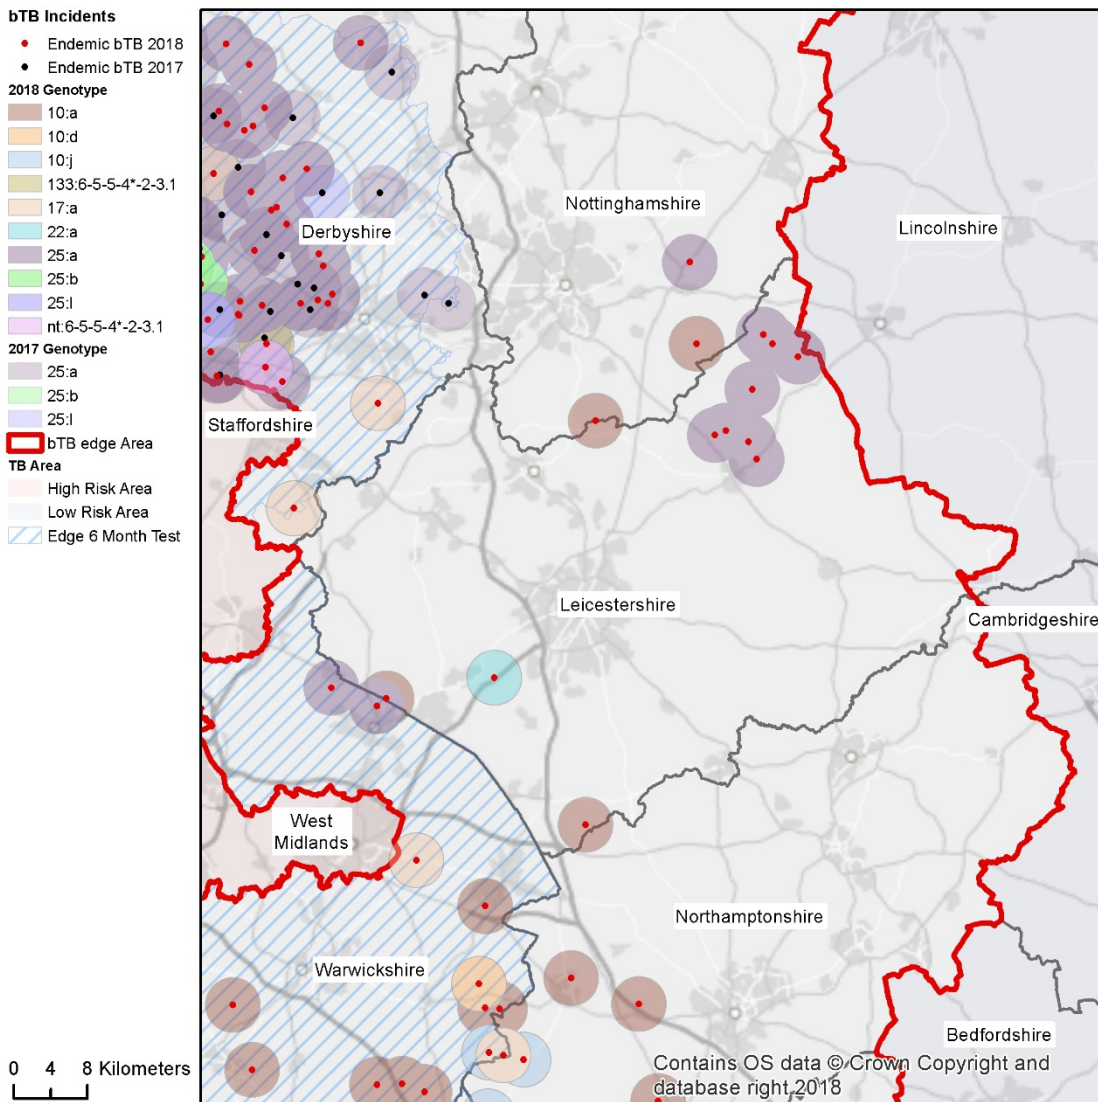 bTB Incidents
Endemic bTB 2018
Endemic bTB 2017
2018 Genotype
10:a
10:d
10:j
133:6-5-5-4*-2-3.1
17:a
22:a
25:a
25:b
25:l
nt:6-5-5-4*-2-3.1
2017 Genotype
25:a
25:b
25:l
bTB edge Area
TB Area
High Risk Area
Low Risk Area
Edge 6 Month Test
0 4 8 Kilometers
Nottinghamshire
Lincolnshire
Derbyshire
Staffordshire
Leicestershire
Cambridgeshire
West
Midlands
Northamptonshire
Warwickshire
Bedfordshire
Contains OS data © Crown Copyright and
database right 2018